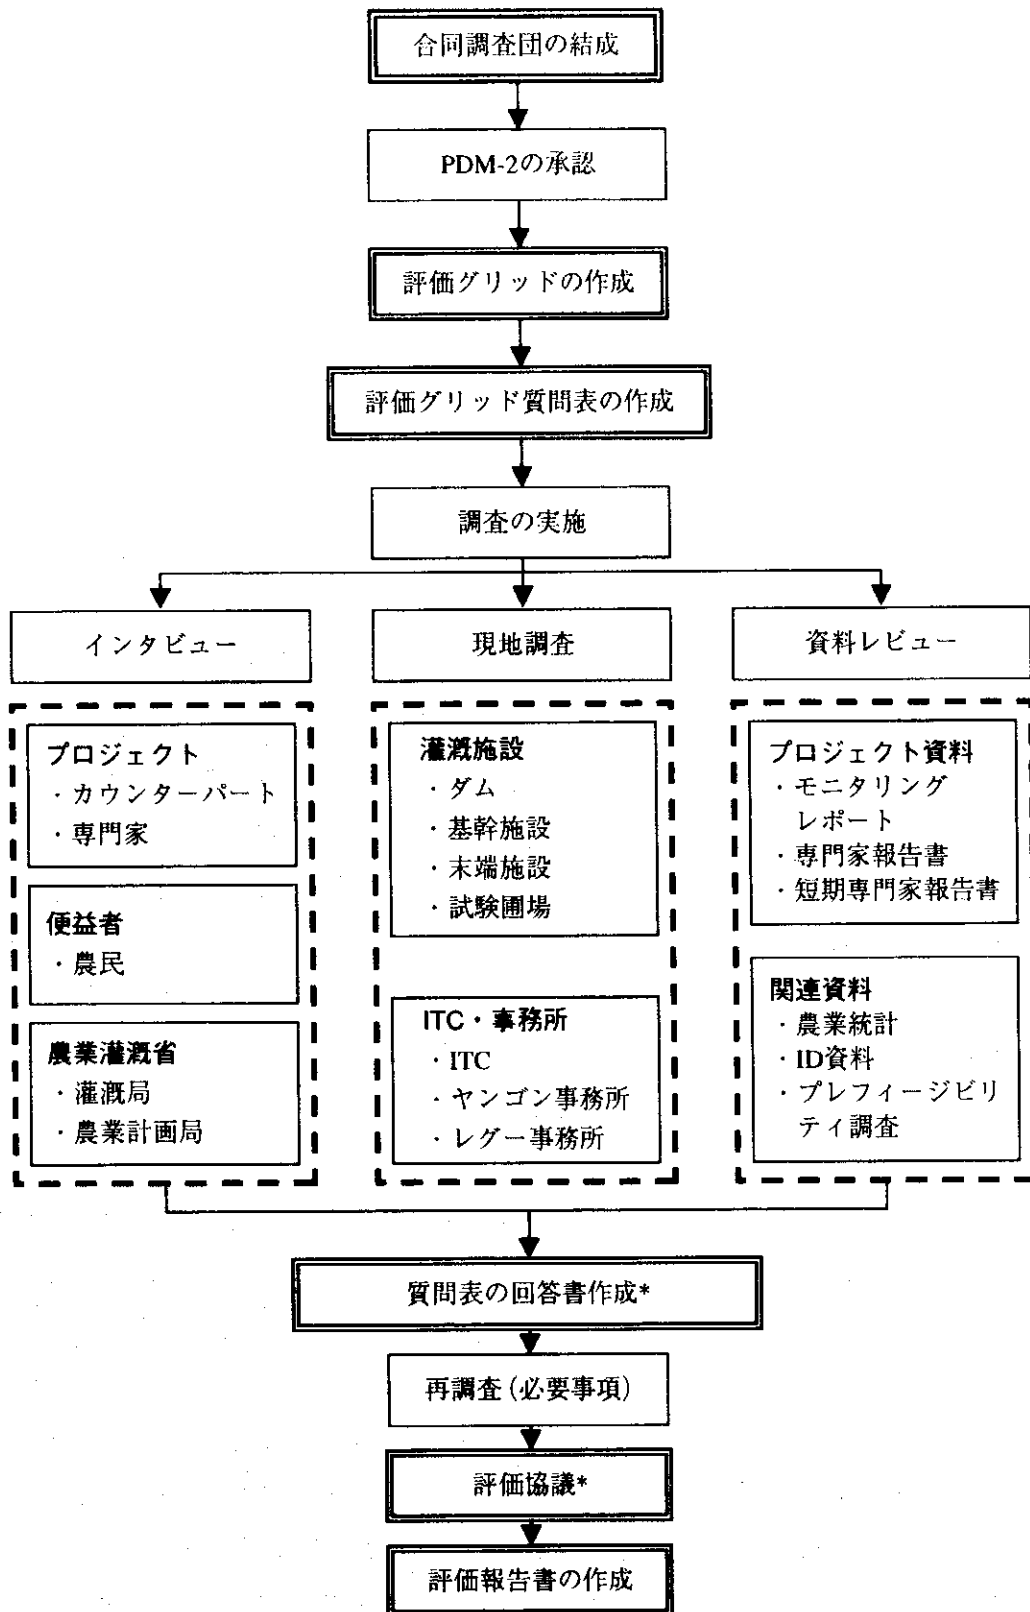 合同調査団の結成
PDM-2の承認
評価グリッドの作成
評価グリッド質問表の作成
調査の実施
インタビュー
プロジェクト
・カウンターパート
・専門家
便益者
・農民
農業灌漑省
・灌漑局
・農業計画局
現地調査
灌漑施設
・ダム
・基幹施設
・末端施設
・試験圃場
ITC・事務所
・ITC
・ヤンゴン事務所
・レグー事務所
資料レビュー
プロジェクト資料
・モニタリング
レポート
・専門家報告書
・短期専門家報告書
関連資料
・農業統計
・ID資料
・プレフィージビリ
ティ調査
質問表の回答書作成*
再調査(必要事項)
評価協議*
評価報告書の作成